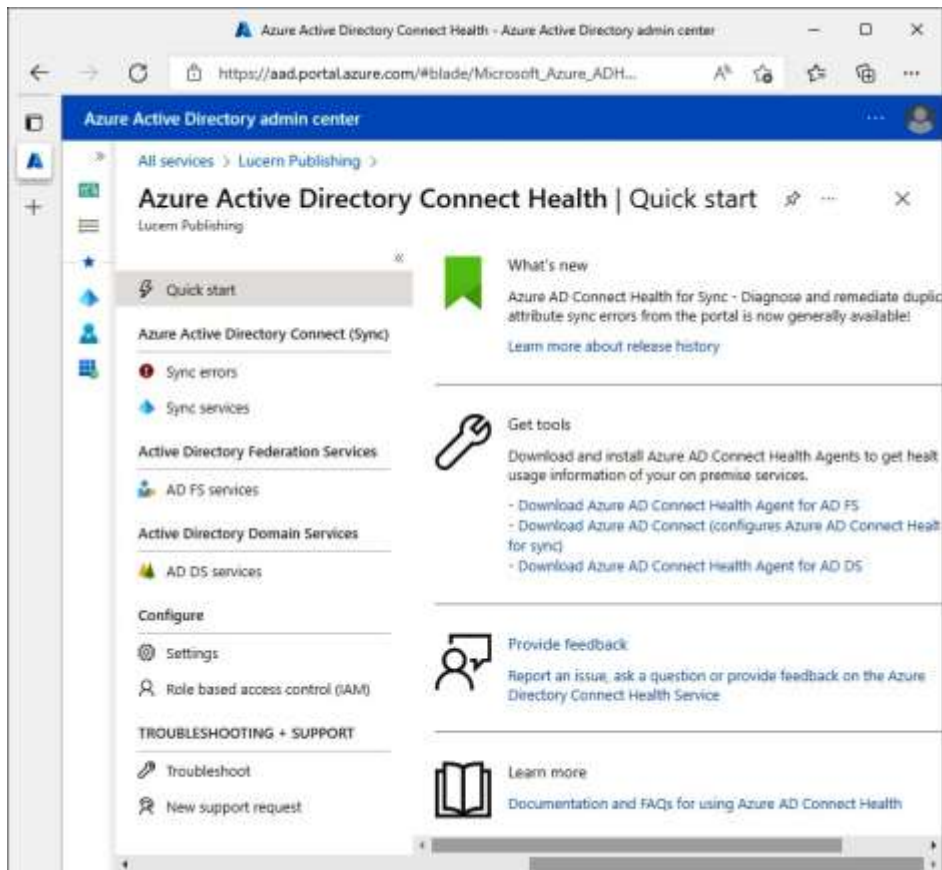 Azure Active Directory Connect Health - Azure Active Directory admin center
https://aad.portal.azure.com/#blade/Microsoft_Azure_ADH...
Azure Active Directory admin center
All services > Lucern Publishing >
Azure Active Directory Connect Health | Quick start
Lucern Publishing
Quick start
Azure Active Directory Connect (Sync)
Sync errors
Sync services
Active Directory Federation Services
AD FS services
Active Directory Domain Services
AD DS services
Configure
Settings
Role based access control (IAM)
TROUBLESHOOTING + SUPPORT
Troubleshoot
New support request
What's new
Azure AD Connect Health for Sync - Diagnose and remediate duplic
attribute sync errors from the portal is now generally available!
Learn more about release history
Get tools
Download and install Azure AD Connect Health Agents to get healt
usage information of your on premise services.
- Download Azure AD Connect Health Agent for AD FS
- Download Azure AD Connect (configures Azure AD Connect Healt
for sync)
- Download Azure AD Connect Health Agent for AD DS
Provide feedback
Report an issue, ask a question or provide feedback on the Azure
Directory Connect Health Service
Learn more
Documentation and FAQs for using Azure AD Connect Health